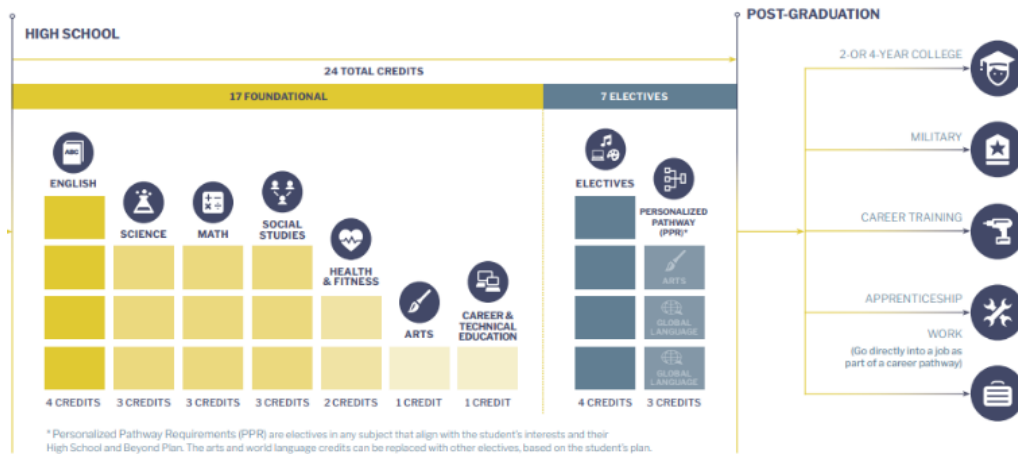 HIGH SCHOOL
POST-GRADUATION
24 TOTAL CREDITS
17 FOUNDATIONAL
7 ELECTIVES
ABC
ENGLISH
SCIENCE
MATH
SOCIAL
STUDIES
HEALTH
& FITNESS
ARTS
CAREER &
TECHNICAL
EDUCATION
ELECTIVES
PERSONALIZED
PATHWAY
(PPR)*
ARTS
GLOBAL
LANGUAGE
GLOBAL
LANGUAGE
4 CREDITS
3 CREDITS
3 CREDITS
3 CREDITS
2 CREDITS
1 CREDIT
1 CREDIT
4 CREDITS
3 CREDITS
* Personalized Pathway Requirements (PPR) are electives in any subject that align with the student's interests and their
High School and Beyond Plan. The arts and world language credits can be replaced with other electives, based on the student's plan.
2-OR 4-YEAR COLLEGE
MILITARY
CAREER TRAINING
APPRENTICESHIP
WORK
(Go directly into a job as
part of a career pathway)